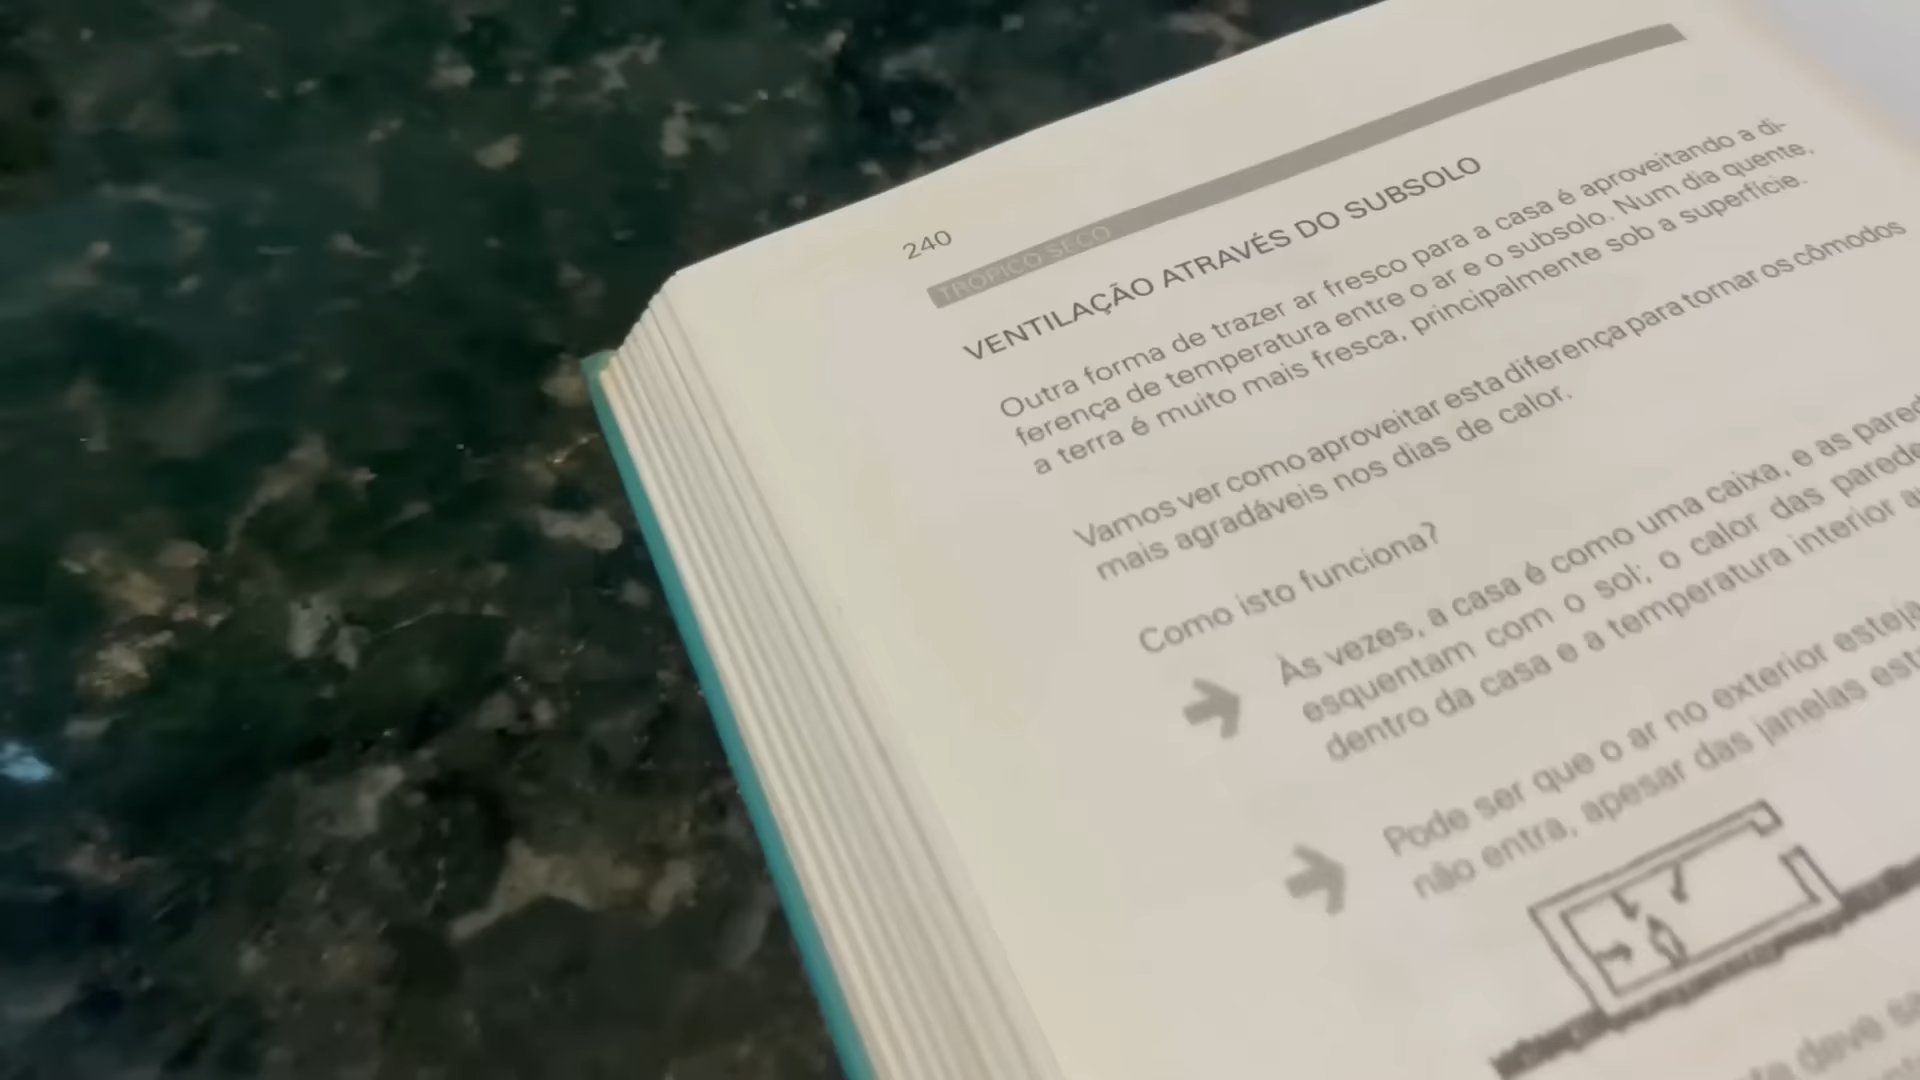 240
TRÓPICO SECO
VENTILAÇÃO ATRAVÉS DO SUBSOLO
Outra forma de trazer ar fresco para a casa é aproveitando a di-
ferença de temperatura entre o ar e o subsolo. Num dia quente,
a terra é muito mais fresca, principalmente sob a superfície.
Vamos ver como aproveitar esta diferença para tornar os cômodos
mais agradáveis nos dias de calor.
Como isto funciona?
Às vezes, a casa é como uma caixa, e as
esquentam com o sol; o calor das
dentro da casa e a temperatura interior
Pode ser que o ar no exterior esteja
não entra, apesar das janelas
deve